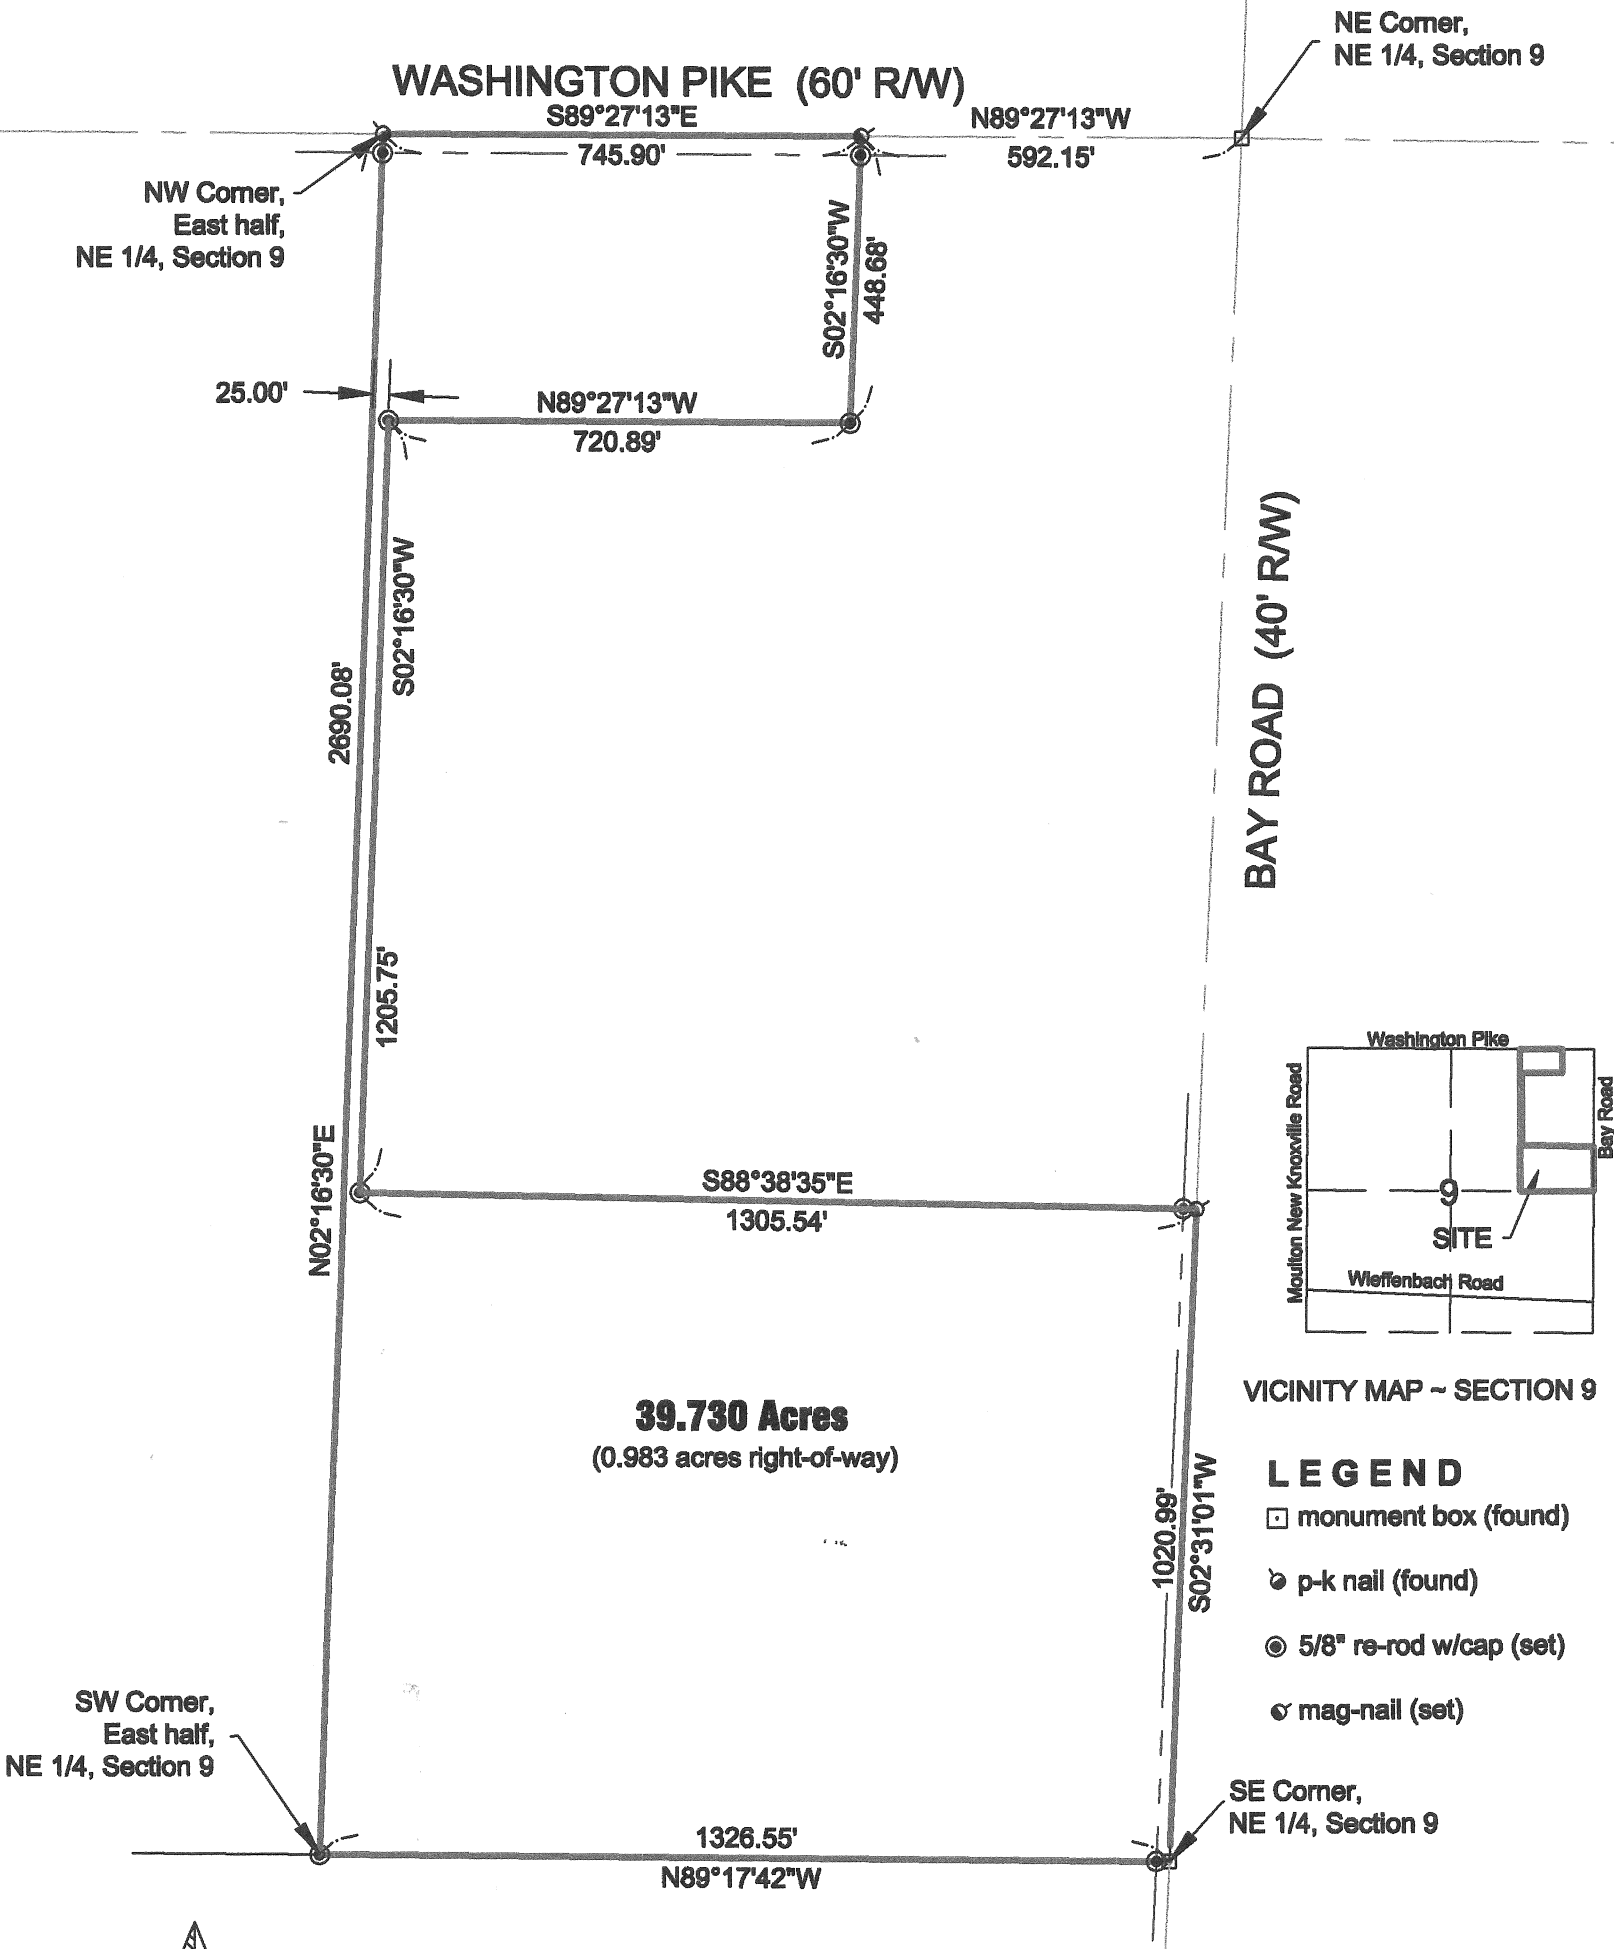 NE Corner,
NE 1/4, Section 9
WASHINGTON PIKE (60' R/W)
S89°27'13"E
745.90'
N89°27'13"W
592.15'
NW Corner,
East half,
NE 1/4, Section 9
S02°16'30"W
448.68'
25.00'
N89°27'13"W
720.89'
S02°16'30"W
1205.75'
2690.08'
N02°16'30"E
BAY ROAD (40' R/W)
S88°38'35"E
1305.54'
Washington Pike
Moulton New Knoxville Road
Bay Road
9
SITE
Wieffenbach Road
VICINITY MAP ~ SECTION 9
39.730 Acres
(0.983 acres right-of-way)
1020.99'
S02°31'01"W
LEGEND
monument box (found)
p-k nail (found)
5/8" re-rod w/cap (set)
mag-nail (set)
SW Corner,
East half,
NE 1/4, Section 9
SE Corner,
NE 1/4, Section 9
1326.55'
N89°17'42"W